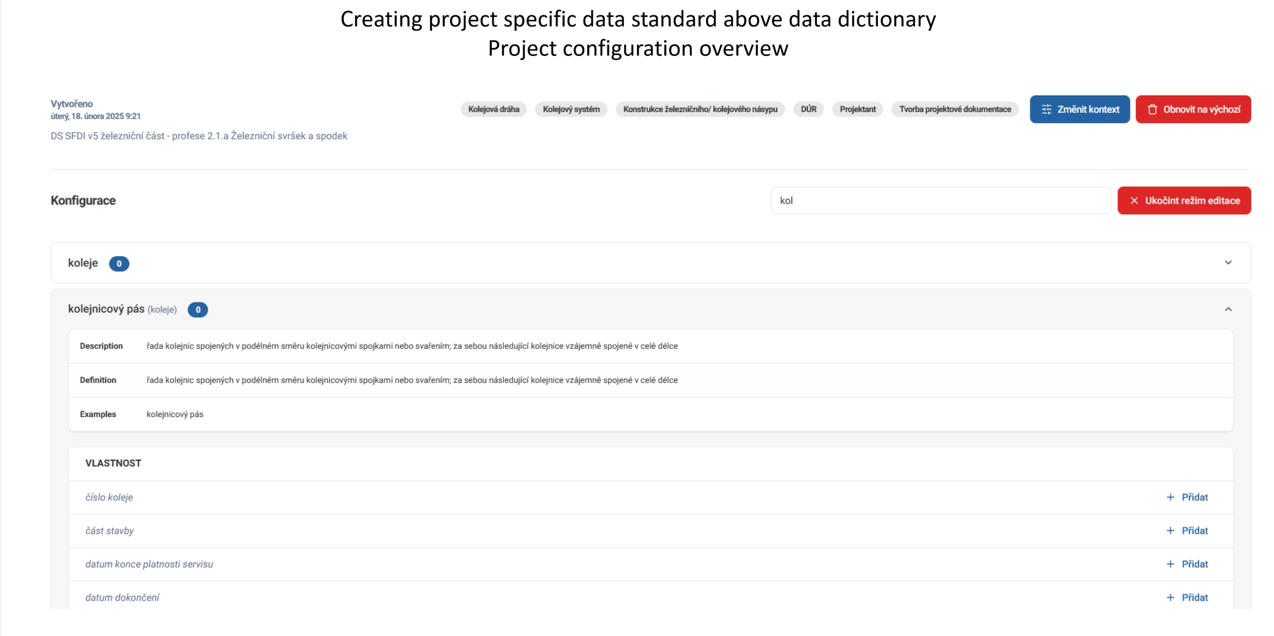 Creating project specific data standard above data dictionary
Project configuration overview
Vytvořeno
úterý, 18. února 2025 9:21
DS SFDI v5 železniční část - profese 2.1.a Železniční svršek a spodek
Kolejová dráha Kolejový systém Konstrukce železničního/ kolejového násypu DÚR Projektant Tvorba projektové dokumentace Změnit kontext Obnovit na výchozí
Konfigurace kol Ukočint režim editace
koleje 0
kolejnicový pás (koleje) 0
Description řada kolejnic spojených v podélném směru kolejnicovými spojkami nebo svařením; za sebou následující kolejnice vzájemně spojené v celé délce
Definition řada kolejnic spojených v podélném směru kolejnicovými spojkami nebo svařením; za sebou následující kolejnice vzájemně spojené v celé délce
Examples kolejnicový pás
VLASTNOST
číslo koleje + Přidat
část stavby + Přidat
datum konce platnosti servisu + Přidat
datum dokončení + Přidat